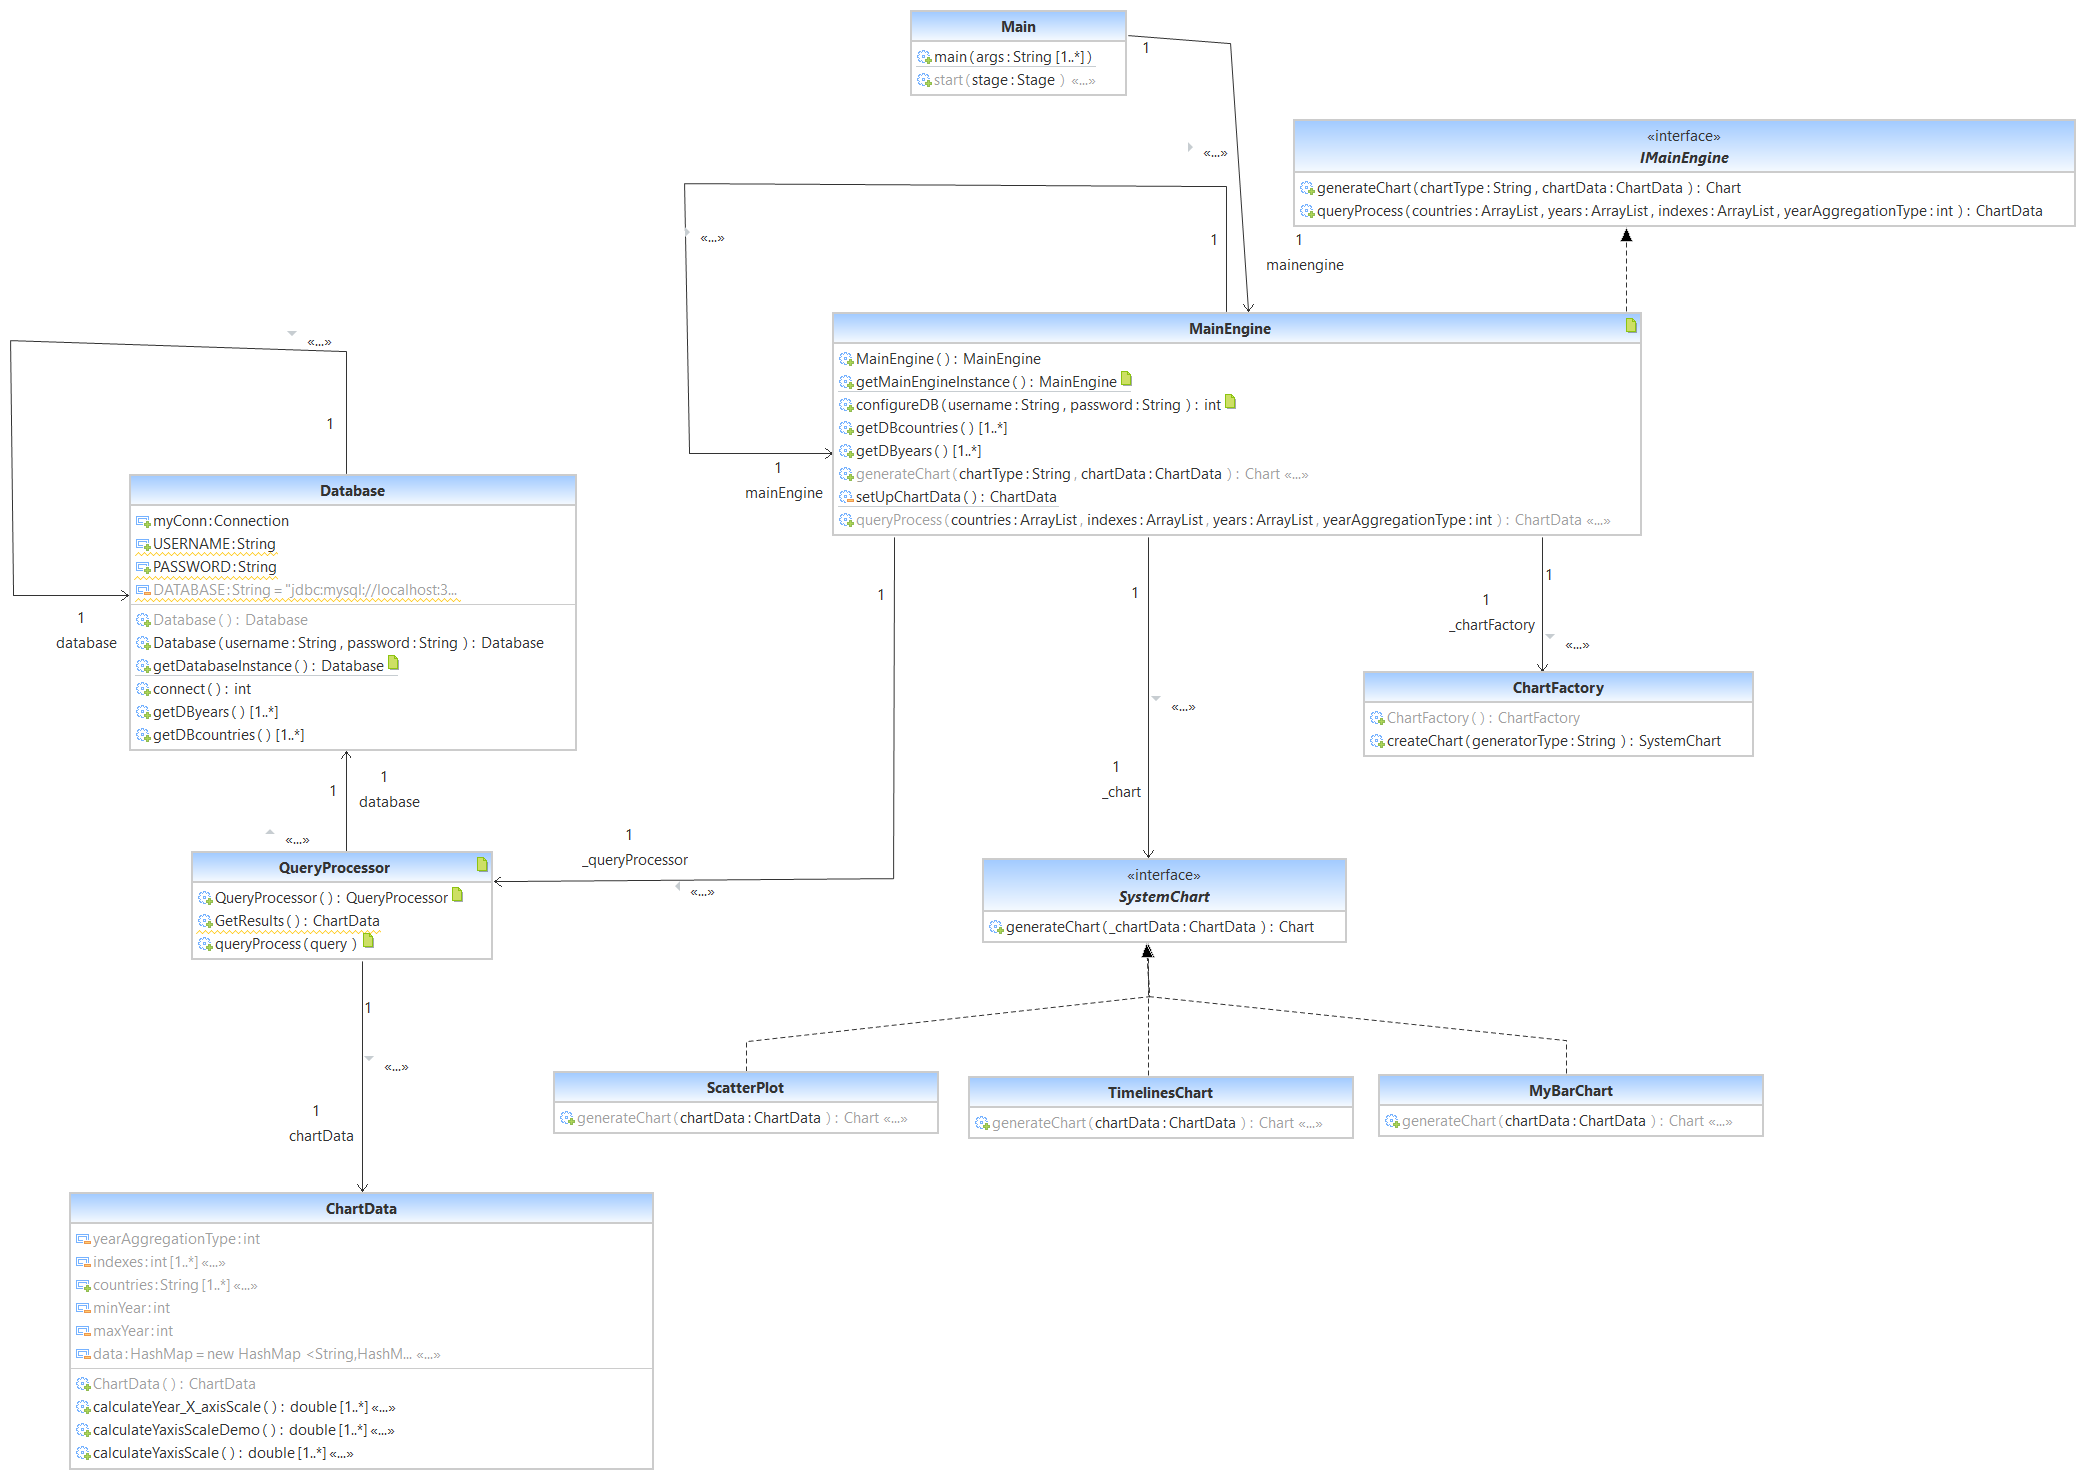 Main
main(args:String [1..*])
start(stage:Stage ) «...»
1
«...»
«interface»
IMainEngine
generateChart(chartType:String, chartData:ChartData ): Chart
queryProcess(countries:ArrayList, years:ArrayList, indexes:ArrayList, yearAggregationType:int ): ChartData
1
mainengine
«...»
1
MainEngine
MainEngine(): MainEngine
getMainEngineInstance(): MainEngine
configureDB(username:String, password:String ): int
getDBcountries() [1..*]
getDByears() [1..*]
generateChart(chartType:String, chartData:ChartData ): Chart «...»
setUpChartData(): ChartData
queryProcess(countries:ArrayList, indexes:ArrayList, years:ArrayList, yearAggregationType:int ): ChartData «...»
1
mainEngine
«...»
1
Database
myConn:Connection
USERNAME:String
PASSWORD:String
DATABASE:String = "jdbc:mysql://localhost:3...
Database(): Database
Database(username:String, password:String ): Database
getDatabaseInstance(): Database
connect(): int
getDByears() [1..*]
getDBcountries() [1..*]
1
database
1
1
1
1
_chartFactory
«...»
ChartFactory
ChartFactory(): ChartFactory
createChart(generatorType:String ): SystemChart
«...»
1
_chart
1
1
database
«...»
1
_queryProcessor
«...»
QueryProcessor
QueryProcessor(): QueryProcessor
GetResults(): ChartData
queryProcess(query )
«interface»
SystemChart
generateChart(_chartData:ChartData ): Chart
1
«...»
1
chartData
ScatterPlot
generateChart(chartData:ChartData ): Chart «...»
TimelinesChart
generateChart(chartData:ChartData ): Chart «...»
MyBarChart
generateChart(chartData:ChartData ): Chart «...»
ChartData
yearAggregationType:int
indexes:int [1..*] «...»
countries:String [1..*] «...»
minYear:int
maxYear:int
data:HashMap = new HashMap <String,HashM... «...»
ChartData(): ChartData
calculateYear_X_axisScale(): double [1..*] «...»
calculateYaxisScaleDemo(): double [1..*] «...»
calculateYaxisScale(): double [1..*] «...»